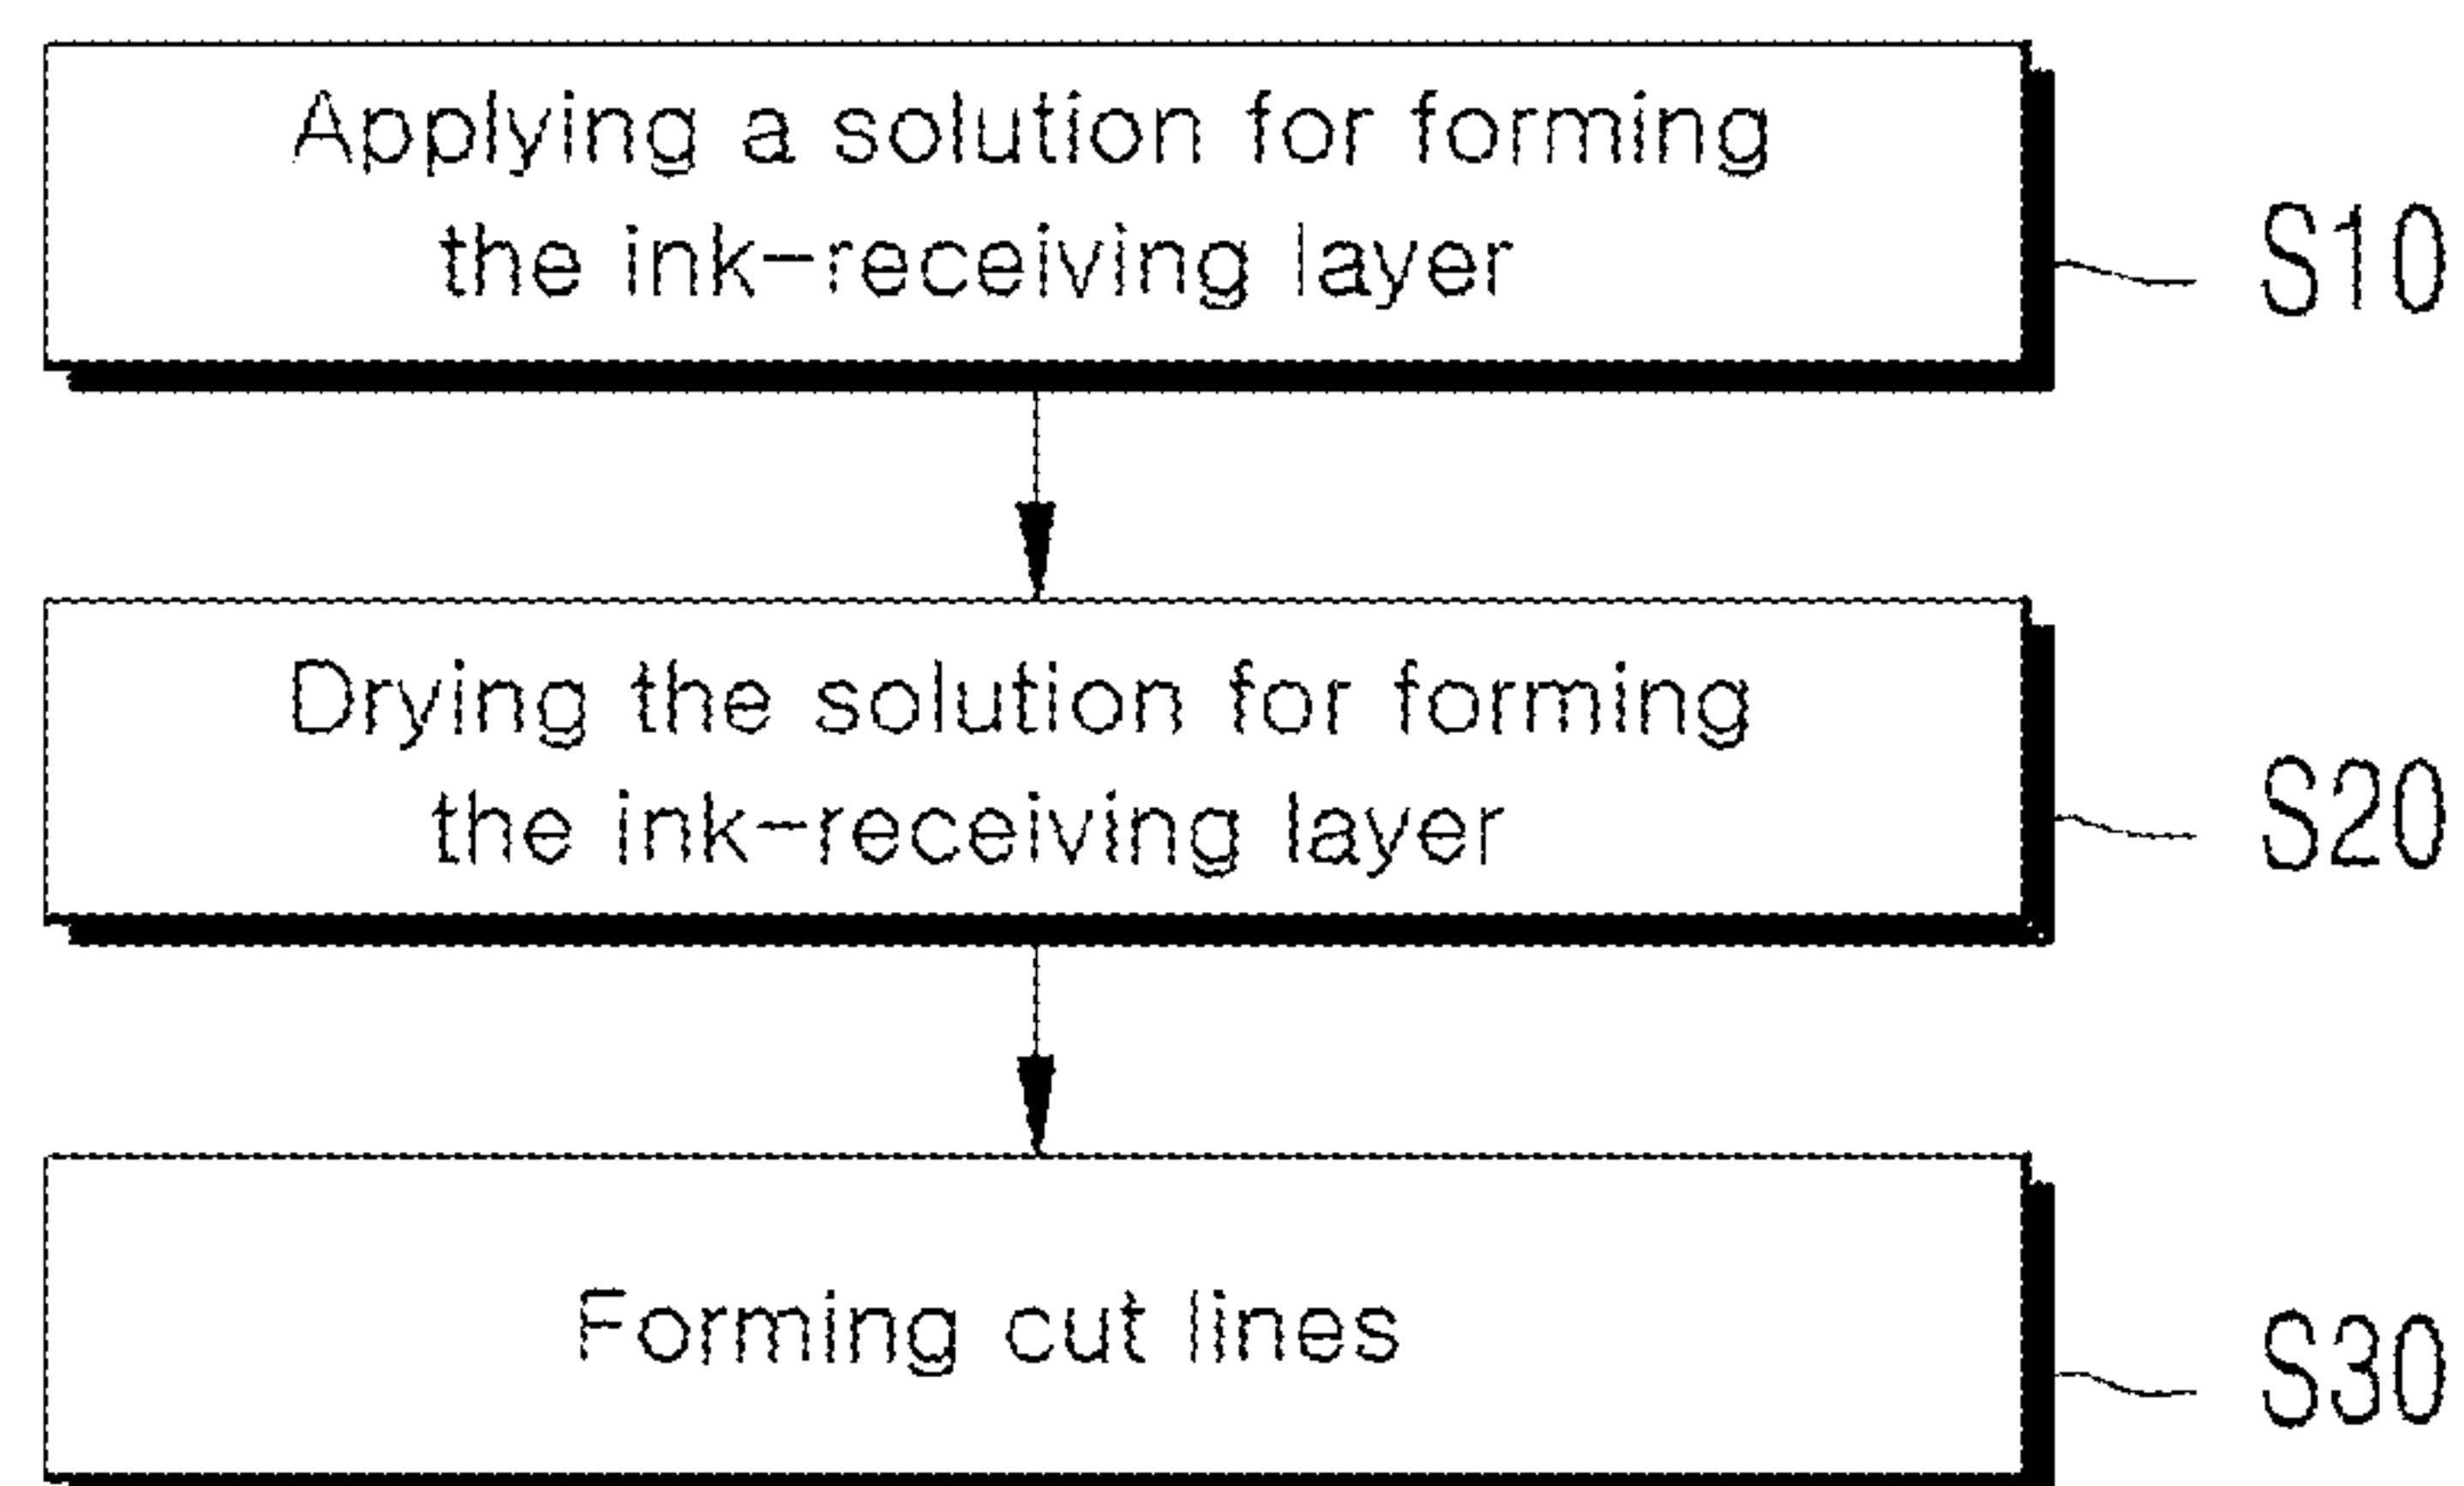 Applying a solution for forming
the ink-receiving layer
S10
Drying the solution for forming
the ink-receiving layer
S20
Forming cut lines
S30